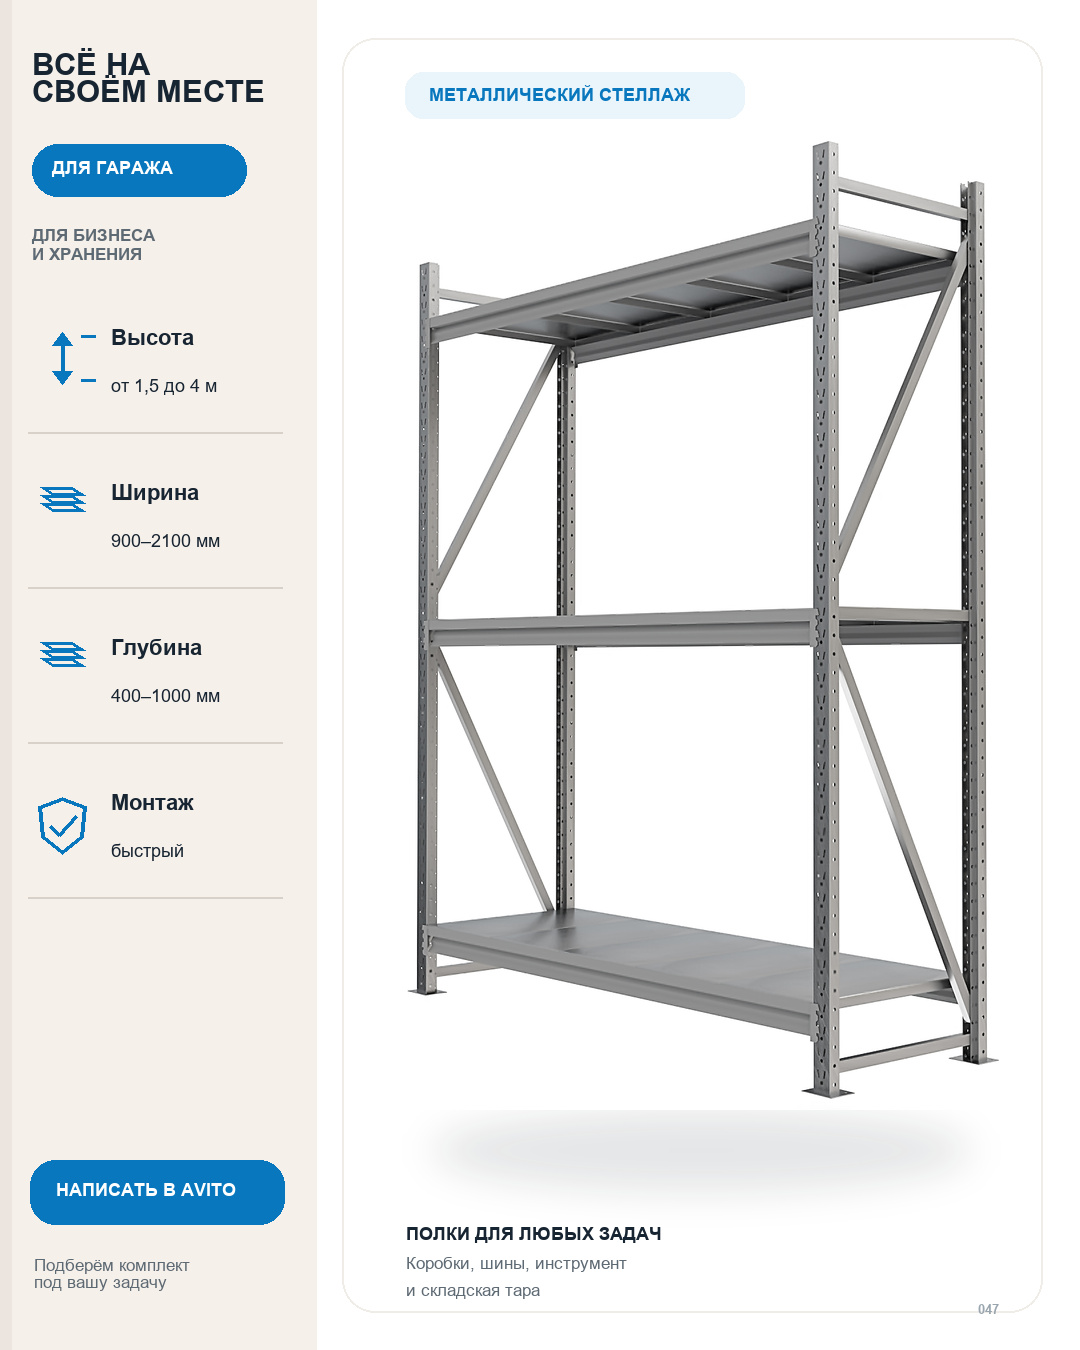 ВСЁ НА
СВОЁМ МЕСТЕ
ДЛЯ ГАРАЖА
ДЛЯ БИЗНЕСА
И ХРАНЕНИЯ
Высота
от 1,5 до 4 м
Ширина
900–2100 мм
Глубина
400–1000 мм
Монтаж
быстрый
НАПИСАТЬ В AVITO
Подберём комплект
под вашу задачу
МЕТАЛЛИЧЕСКИЙ СТЕЛЛАЖ
ПОЛКИ ДЛЯ ЛЮБЫХ ЗАДАЧ
Коробки, шины, инструмент
и складская тара
047